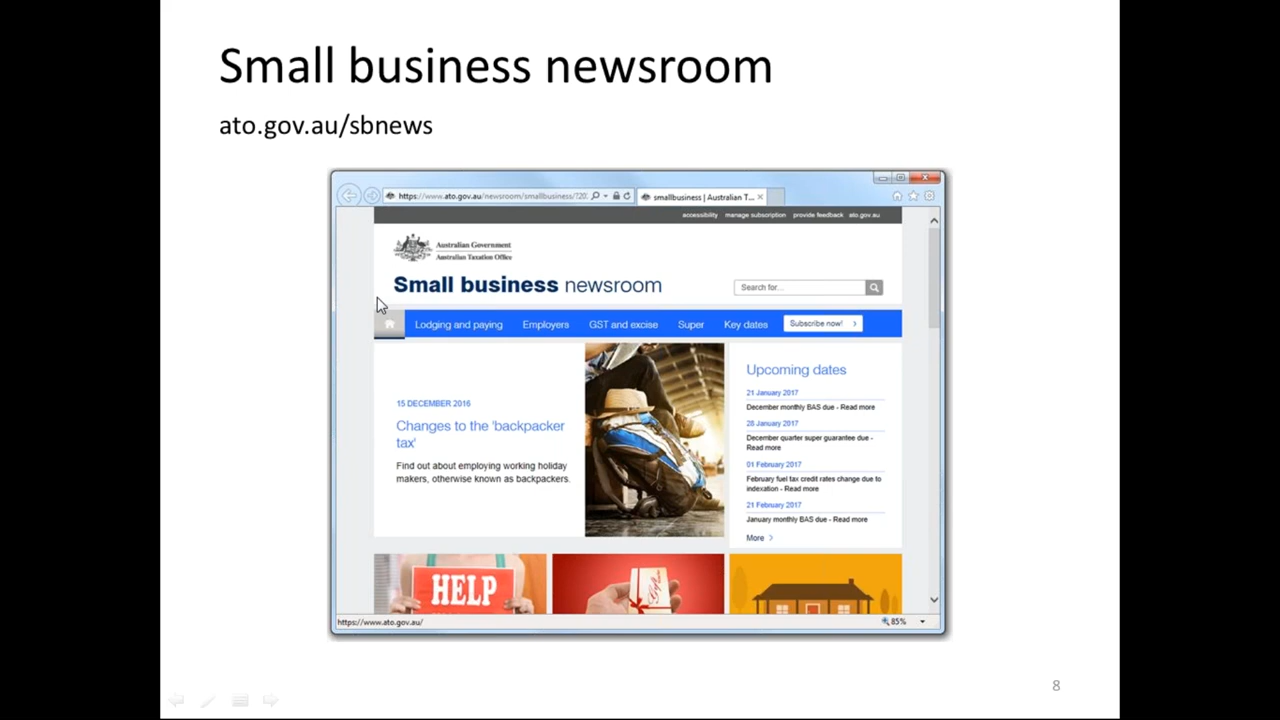 Small business newsroom
ato.gov.au/sbnews
https://www.ato.gov.au/newsroom/smallbusiness/?20
smallbusiness | Australian T...
accessibility manage subscription provide feedback ato.gov.au
Australian Government
Australian Taxation Office
Small business newsroom
Search for...
Lodging and paying Employers GST and excise Super Key dates Subscribe now!
15 DECEMBER 2016
Changes to the 'backpacker
tax'
Find out about employing working holiday
makers, otherwise known as backpackers.
Upcoming dates
21 January 2017
December monthly BAS due - Read more
28 January 2017
December quarter super guarantee due -
Read more
01 February 2017
February fuel tax credit rates change due to
indexation - Read more
21 February 2017
January monthly BAS due - Read more
More
HELP
Gift
https://www.ato.gov.au/
85%
8